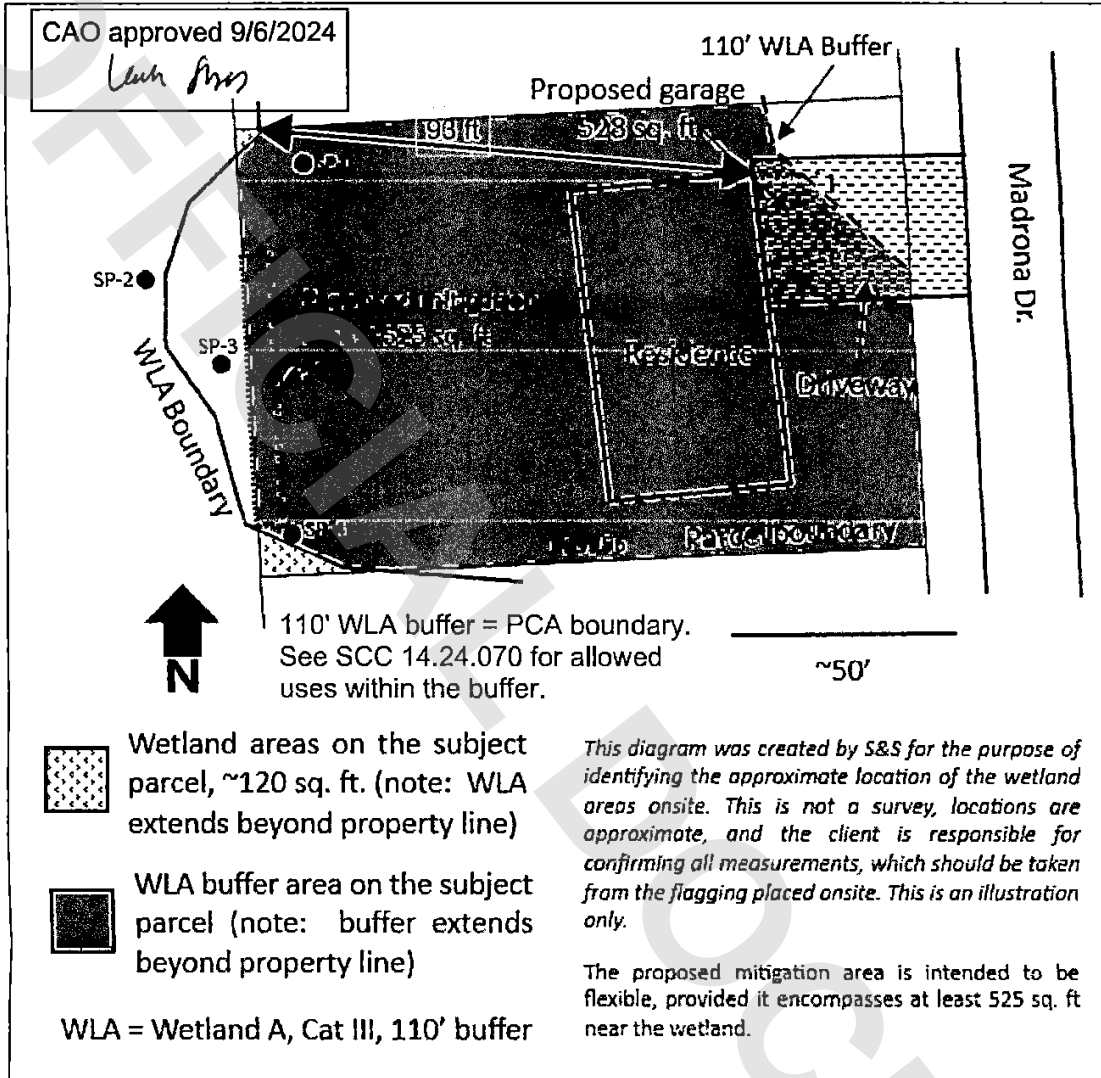 CAO approved 9/6/2024
110' WLA Buffer
Proposed garage
528 sq. ft
Madrona Dr.
SP-2
SP-3
WLA Boundary
525 sq. ft
Residence
Driveway
Parcel boundary
N
110' WLA buffer = PCA boundary.
See SCC 14.24.070 for allowed
uses within the buffer.
~50'
Wetland areas on the subject
parcel, ~120 sq. ft. (note: WLA
extends beyond property line)
WLA buffer area on the subject
parcel (note: buffer extends
beyond property line)
WLA = Wetland A, Cat III, 110' buffer
This diagram was created by S&S for the purpose of
identifying the approximate location of the wetland
areas onsite. This is not a survey, locations are
approximate, and the client is responsible for
confirming all measurements, which should be taken
from the flagging placed onsite. This is an illustration
only.
The proposed mitigation area is intended to be
flexible, provided it encompasses at least 525 sq. ft
near the wetland.